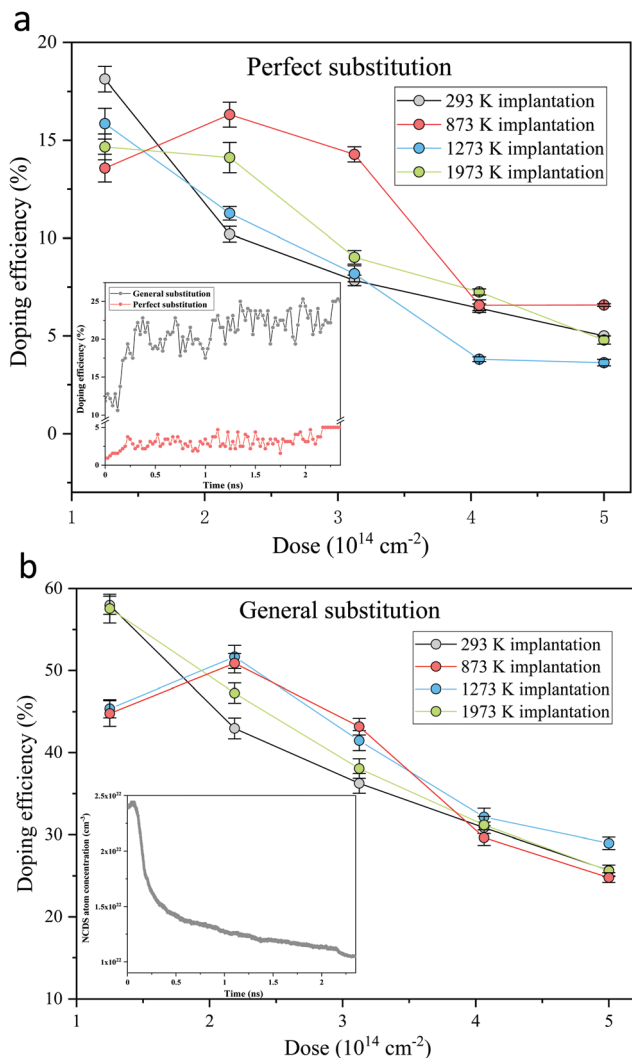 a
Perfect substitution
293 K implantation
873 K implantation
1273 K implantation
1973 K implantation
Doping efficiency (%)
20
15
10
5
0
General substitution
Perfect substitution
Doping efficiency (%)
25
20
15
10
5
0
0 0.5 1 1.5 2
Time (ns)
1 2 3 4 5
Dose (10¹⁴ cm⁻²)
b
General substitution
293 K implantation
873 K implantation
1273 K implantation
1973 K implantation
Doping efficiency (%)
60
50
40
30
20
10
NCDS atom concentration (cm⁻³)
2.5x10²²
2x10²²
1.5x10²²
1x10²²
0 0.5 1 1.5 2
Time (ns)
1 2 3 4 5
Dose (10¹⁴ cm⁻²)